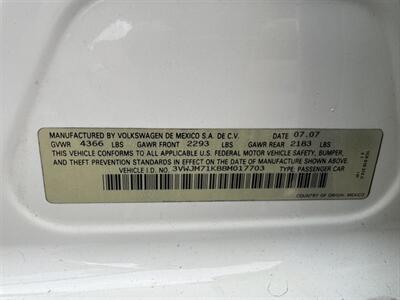 MANUFACTURED BY VOLKSWAGEN DE MEXICO S.A. DE C.V. DATE 07.07
GVWR 4366 LBS GAWR FRONT 2293 LBS GAWR REAR 2183 LBS
THIS VEHICLE CONFORMS TO ALL APPLICABLE U.S. FEDERAL MOTOR VEHICLE SAFETY, BUMPER,
AND THEFT PREVENTION STANDARDS IN EFFECT ON THE DATE OF MANUFACTURE SHOWN ABOVE.
VEHICLE I.D. NO. 3VWJM71K88M017703 TYPE: PASSENGER CAR
COUNTRY OF ORIGIN: MEXICO